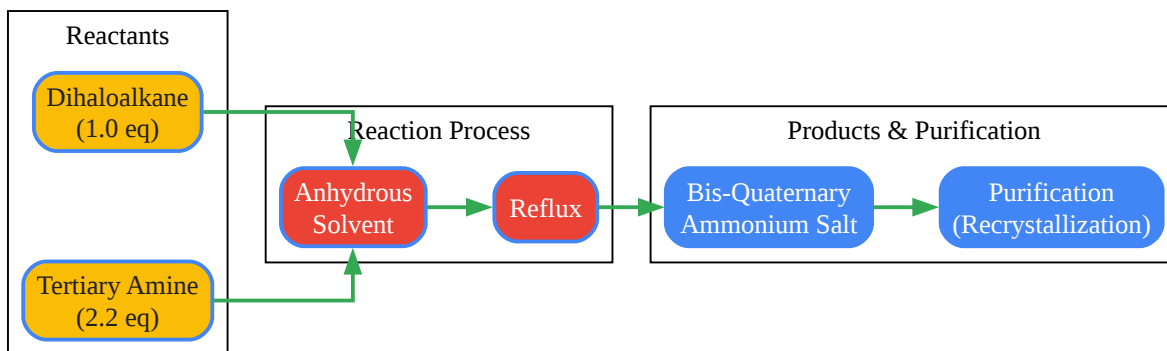 Reactants
Dihaloalkane
(1.0 eq)
Tertiary Amine
(2.2 eq)
Reaction Process
Anhydrous
Solvent
Reflux
Products & Purification
Bis-Quaternary
Ammonium Salt
Purification
(Recrystallization)